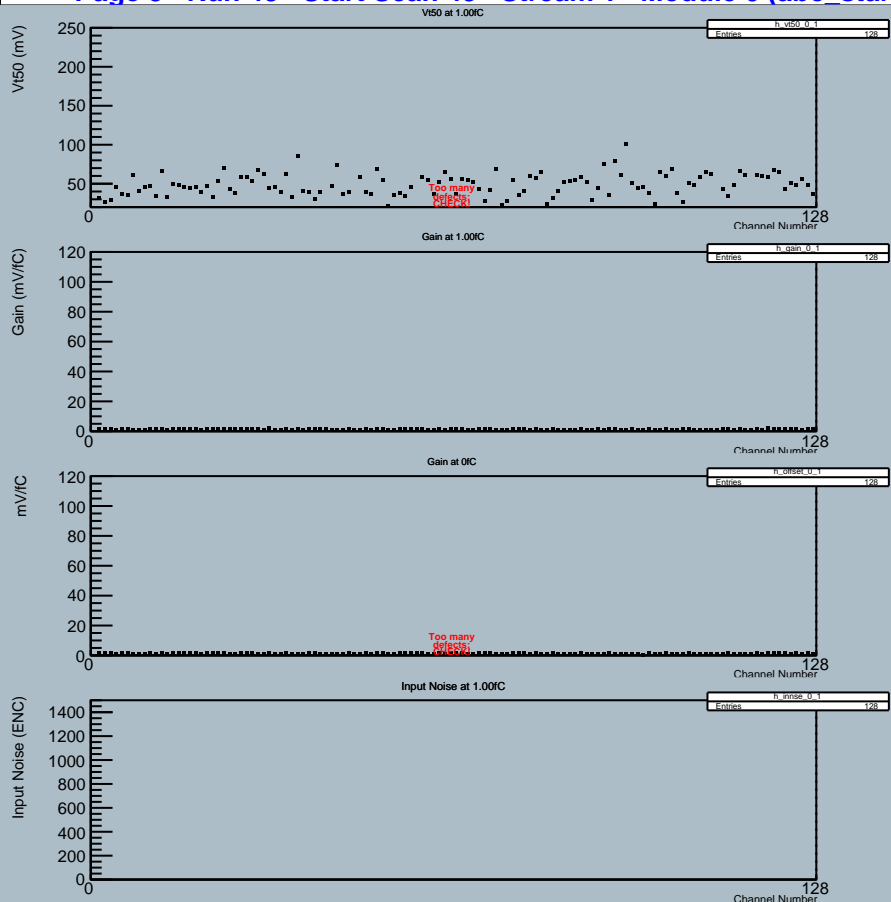 Vt50 at 1.00fC
h_vt50_0_1
Entries 128
Vt50 (mV)
250
200
150
100
50
Too many
defects,
CHECK!
0
128
Channel Number
Gain at 1.00fC
h_gain_0_1
Entries 128
Gain (mV/fC)
120
100
80
60
40
20
0
0
128
Channel Number
Gain at 0fC
h_offset_0_1
Entries 128
mV/fC
120
100
80
60
40
20
0
Too many
defects,
CHECK!
0
128
Channel Number
Input Noise at 1.00fC
h_innse_0_1
Entries 128
Input Noise (ENC)
1400
1200
1000
800
600
400
200
0
0
128
Channel Number